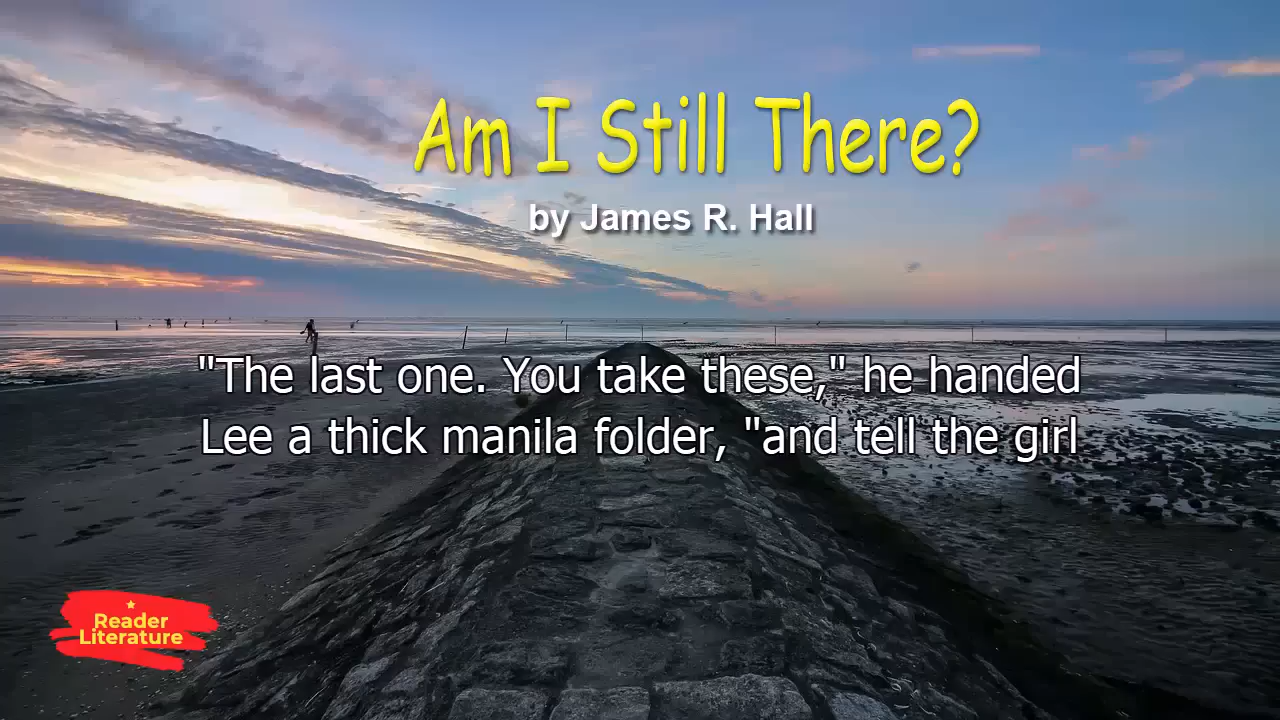 Am I Still There?
by James R. Hall
"The last one. You take these," he handed
Lee a thick manila folder, "and tell the girl
Reader
Literature